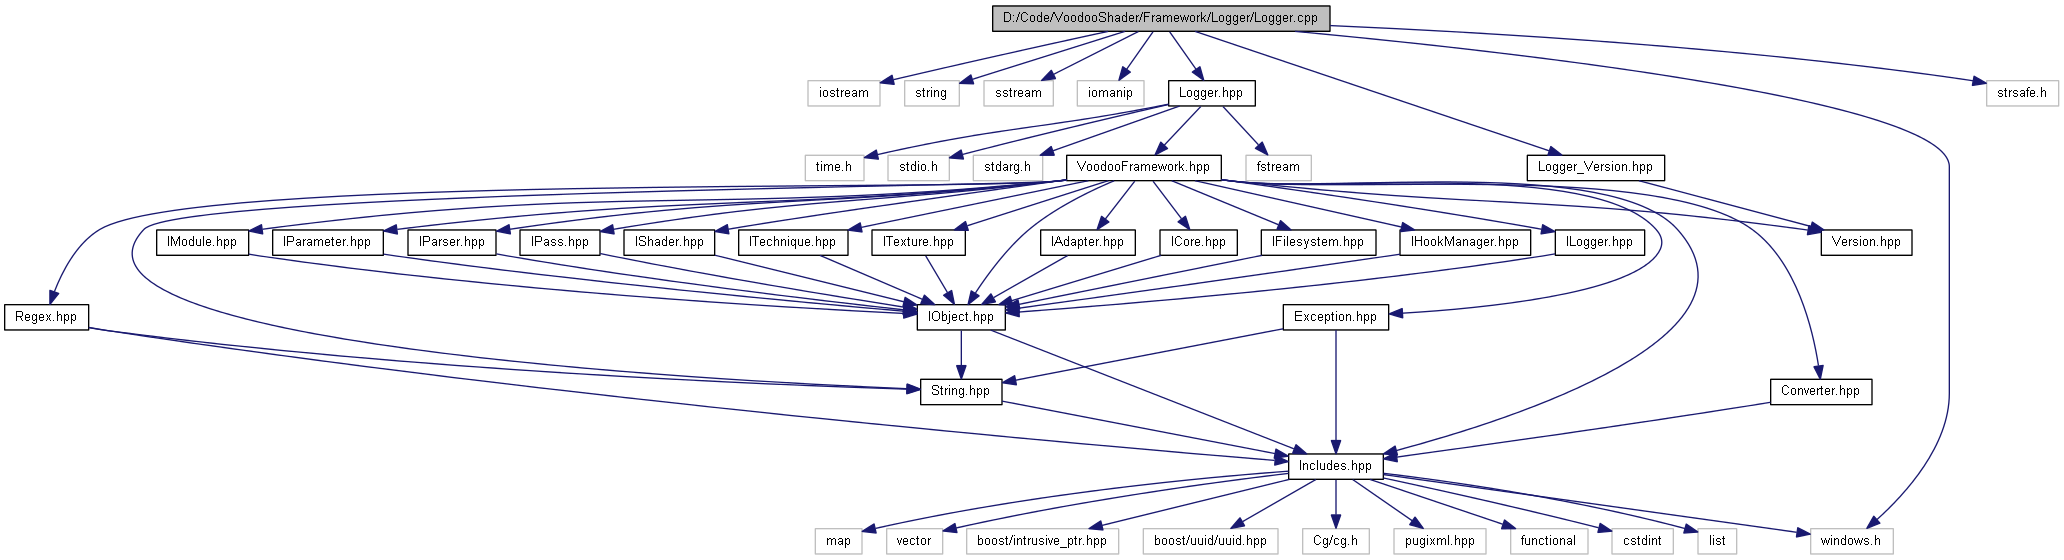 D:/Code/VoodooShader/Framework/Logger/Logger.cpp
iostream
string
sstream
iomanip
Logger.hpp
strsafe.h
time.h
stdio.h
stdarg.h
VoodooFramework.hpp
fstream
Logger_Version.hpp
IModule.hpp
IParameter.hpp
IParser.hpp
IPass.hpp
IShader.hpp
ITechnique.hpp
ITexture.hpp
IAdapter.hpp
ICore.hpp
IFilesystem.hpp
IHookManager.hpp
ILogger.hpp
Version.hpp
Regex.hpp
IObject.hpp
Exception.hpp
String.hpp
Converter.hpp
Includes.hpp
map
vector
boost/intrusive_ptr.hpp
boost/uuid/uuid.hpp
Cg/cg.h
pugixml.hpp
functional
cstdint
list
windows.h